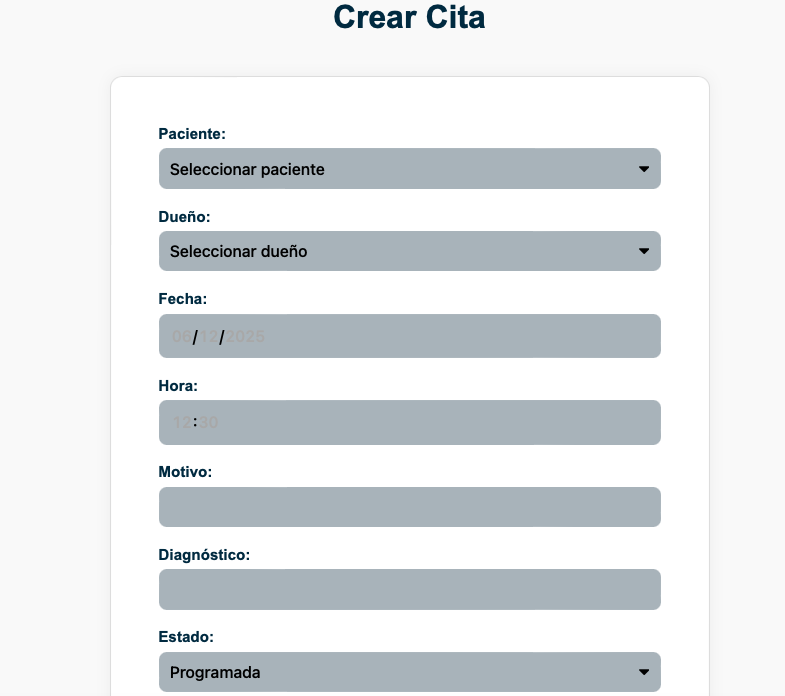 Crear Cita
Paciente:
Seleccionar paciente
Dueño:
Seleccionar dueño
Fecha:
06/12/2025
Hora:
12:30
Motivo:
Diagnóstico:
Estado:
Programada